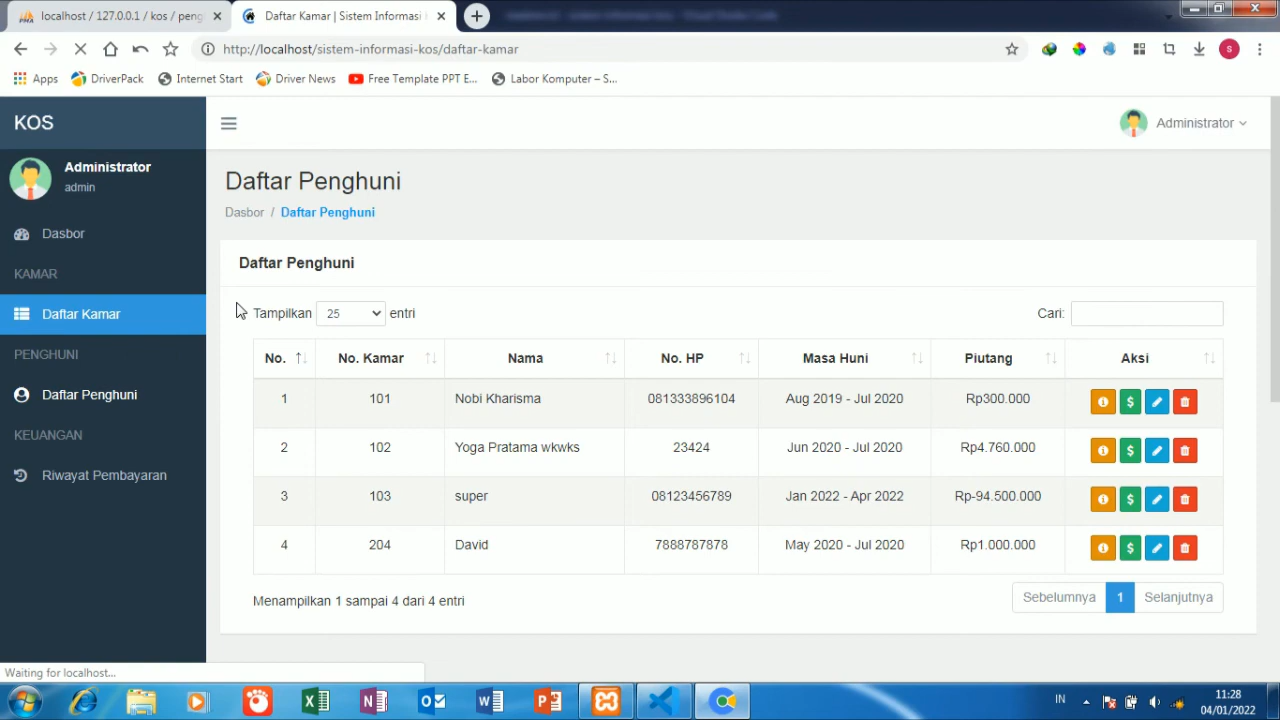 localhost / 127.0.0.1 / kos / peng
Daftar Kamar | Sistem Informasi
http://localhost/sistem-informasi-kos/daftar-kamar
S
Apps
DriverPack
Internet Start
Driver News
Free Template PPT E...
Labor Komputer – S...
KOS
Administrator
Administrator
admin
Dasbor
KAMAR
Daftar Kamar
PENGHUNI
Daftar Penghuni
KEUANGAN
Riwayat Pembayaran
Daftar Penghuni
Dasbor / Daftar Penghuni
Daftar Penghuni
Tampilkan 25 entri
Cari:
No. No. Kamar Nama No. HP Masa Huni Piutang Aksi
1 101 Nobi Kharisma 081333896104 Aug 2019 - Jul 2020 Rp300.000
2 102 Yoga Pratama wkwks 23424 Jun 2020 - Jul 2020 Rp4.760.000
3 103 super 08123456789 Jan 2022 - Apr 2022 Rp-94.500.000
4 204 David 7888787878 May 2020 - Jul 2020 Rp1.000.000
Menampilkan 1 sampai 4 dari 4 entri
Sebelumnya 1 Selanjutnya
Waiting for localhost...
IN
11:28
04/01/2022